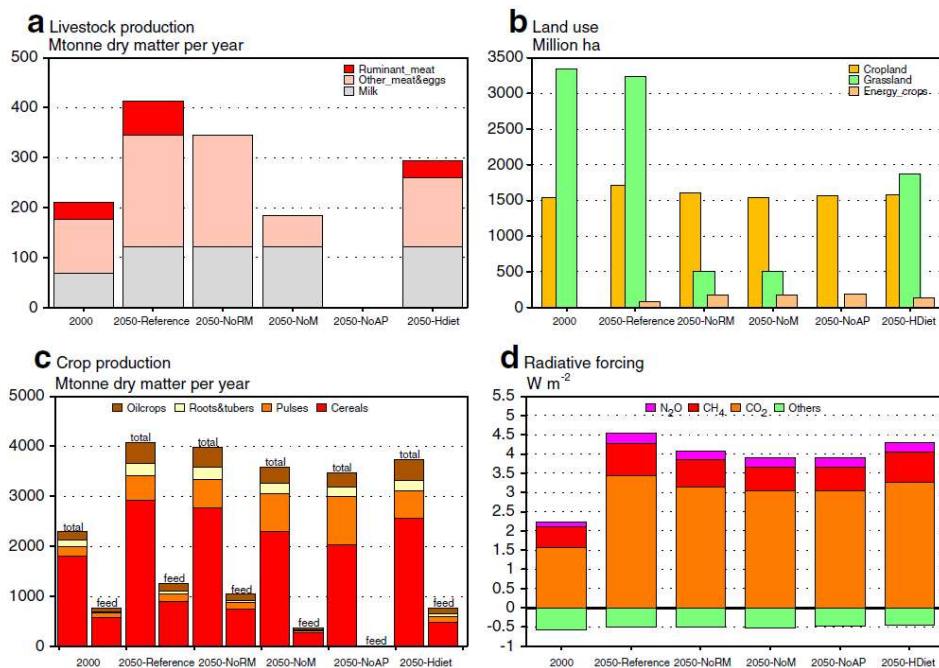 a Livestock production
Mtonne dry matter per year
500
400
300
200
100
0
Ruminant_meat
Other_meat&eggs
Milk
2000 2050-Reference 2050-NoRM 2050-NoM 2050-NoAP 2050-Hdiet
b Land use
Million ha
3500
3000
2500
2000
1500
1000
500
0
Cropland
Grassland
Energy_crops
2000 2050-Reference 2050-NoRM 2050-NoM 2050-NoAP 2050-HDiet
c Crop production
Mtonne dry matter per year
5000
4000
3000
2000
1000
0
Oilcrops Roots&tubers Pulses Cereals
total feed total feed total feed total feed total feed total feed
2000 2050-Reference 2050-NoRM 2050-NoM 2050-NoAP 2050-Hdiet
d Radiative forcing
W m-2
5.5
5
4.5
4
3.5
3
2.5
2
1.5
1
0.5
0
-0.5
-1
N2O CH4 CO2 Others
2000 2050-Reference 2050-NoRM 2050-NoM 2050-NoAP 2050-HDiet